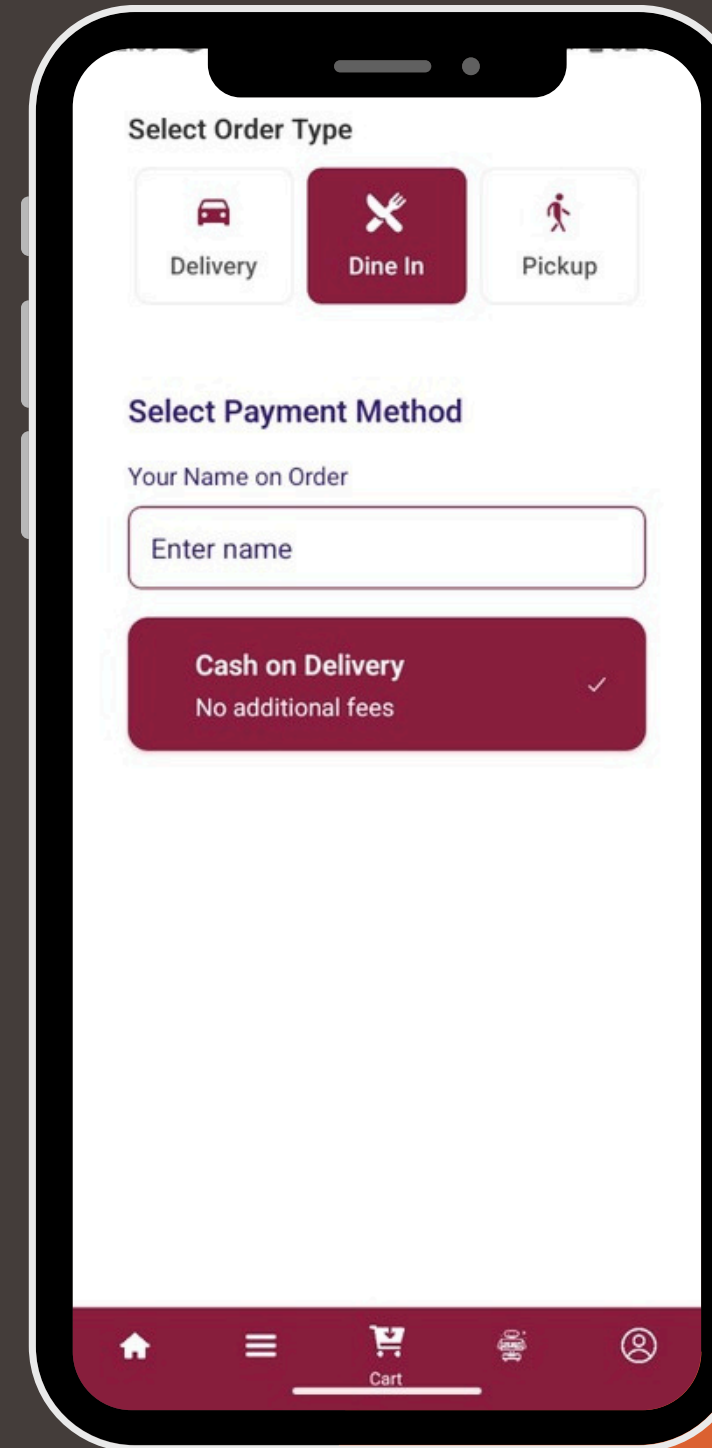 Select Order Type
Delivery
Dine In
Pickup
Select Payment Method
Your Name on Order
Enter name
Cash on Delivery
No additional fees
Cart